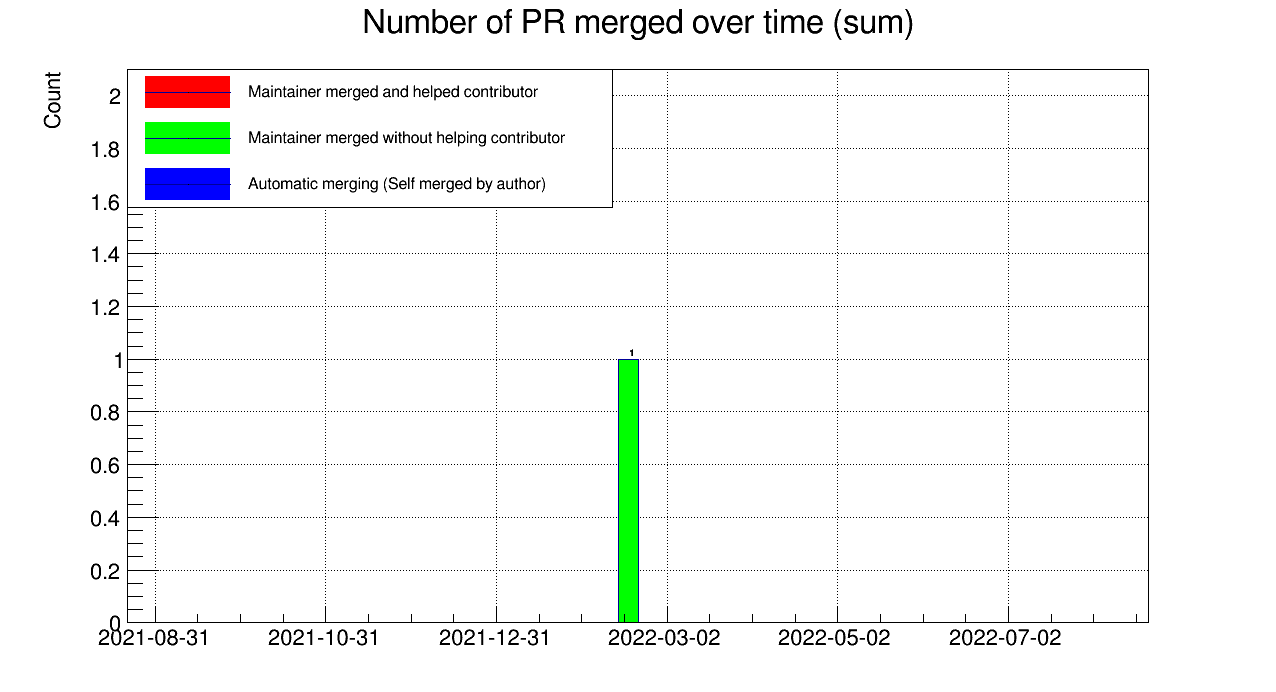 Number of PR merged over time (sum)
Count
Maintainer merged and helped contributor
Maintainer merged without helping contributor
Automatic merging (Self merged by author)
2
1.8
1.6
1.4
1.2
1
0.8
0.6
0.4
0.2
0
1
2021-08-31 2021-10-31 2021-12-31 2022-03-02 2022-05-02 2022-07-02